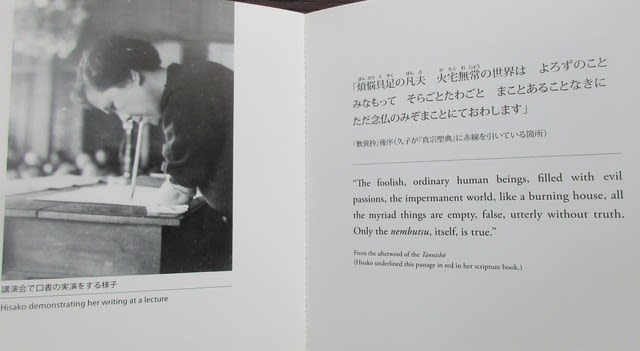 講演会で口書の実演をする様子
Hisako demonstrating her writing at a lecture
「煩悩具足の凡夫　火宅無常の世界は　よろずのこと
みなもって　そらごとたわごと　まことあることなきに
ただ念仏のみぞまことにておわします」
『歎異抄』後序（久子が『真宗聖典』に赤線を引いている箇所）
“The foolish, ordinary human beings, filled with evil
passions, the impermanent world, like a burning house, all
the myriad things are empty, false, utterly without truth.
Only the nembutsu, itself, is true.”
From the afterword of the Tannishō
(Hisako underlined this passage in red in her scripture book.)